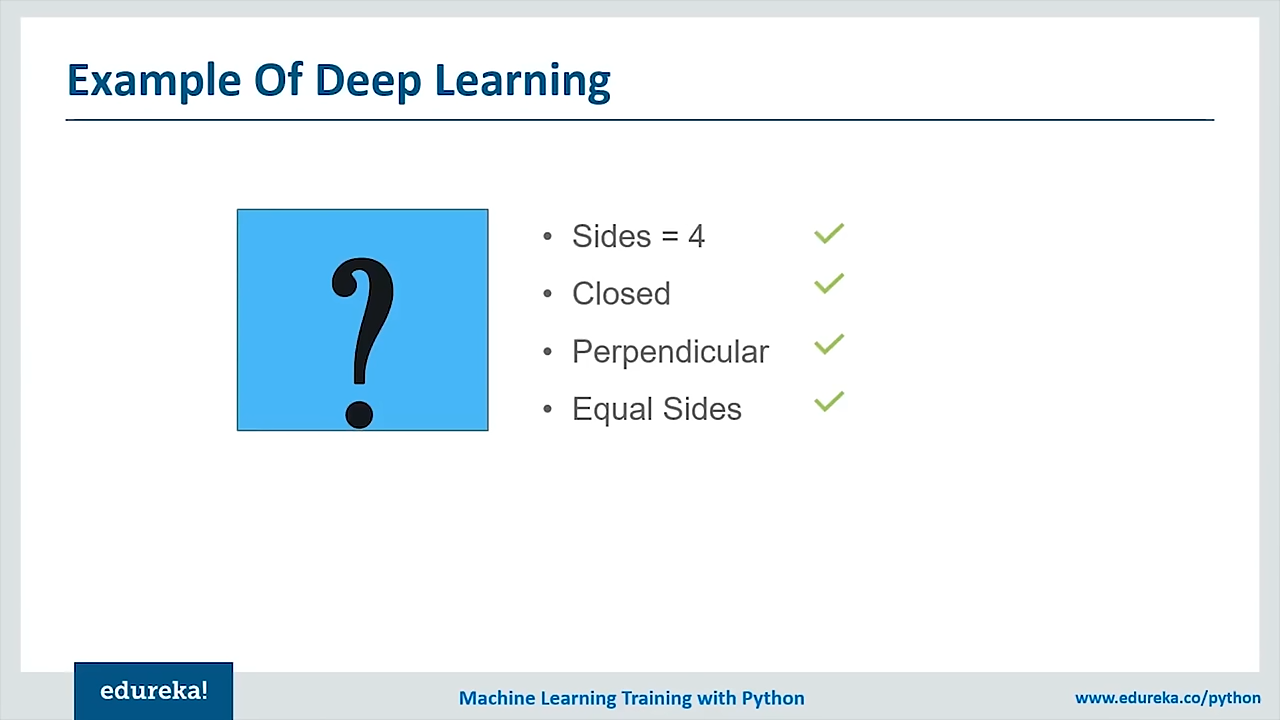 Example Of Deep Learning
?
• Sides = 4
• Closed
• Perpendicular
• Equal Sides
edureka!
Machine Learning Training with Python
www.edureka.co/python